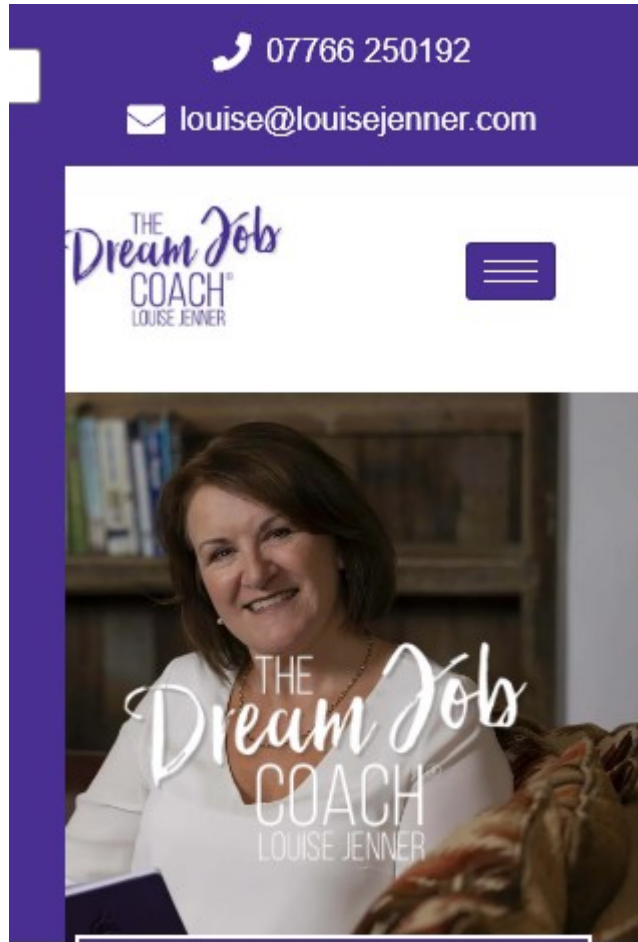 07766 250192
louise@louisejenner.com
THE
Dream Job
COACH®
LOUISE JENNER
THE
Dream Job
COACH®
LOUISE JENNER